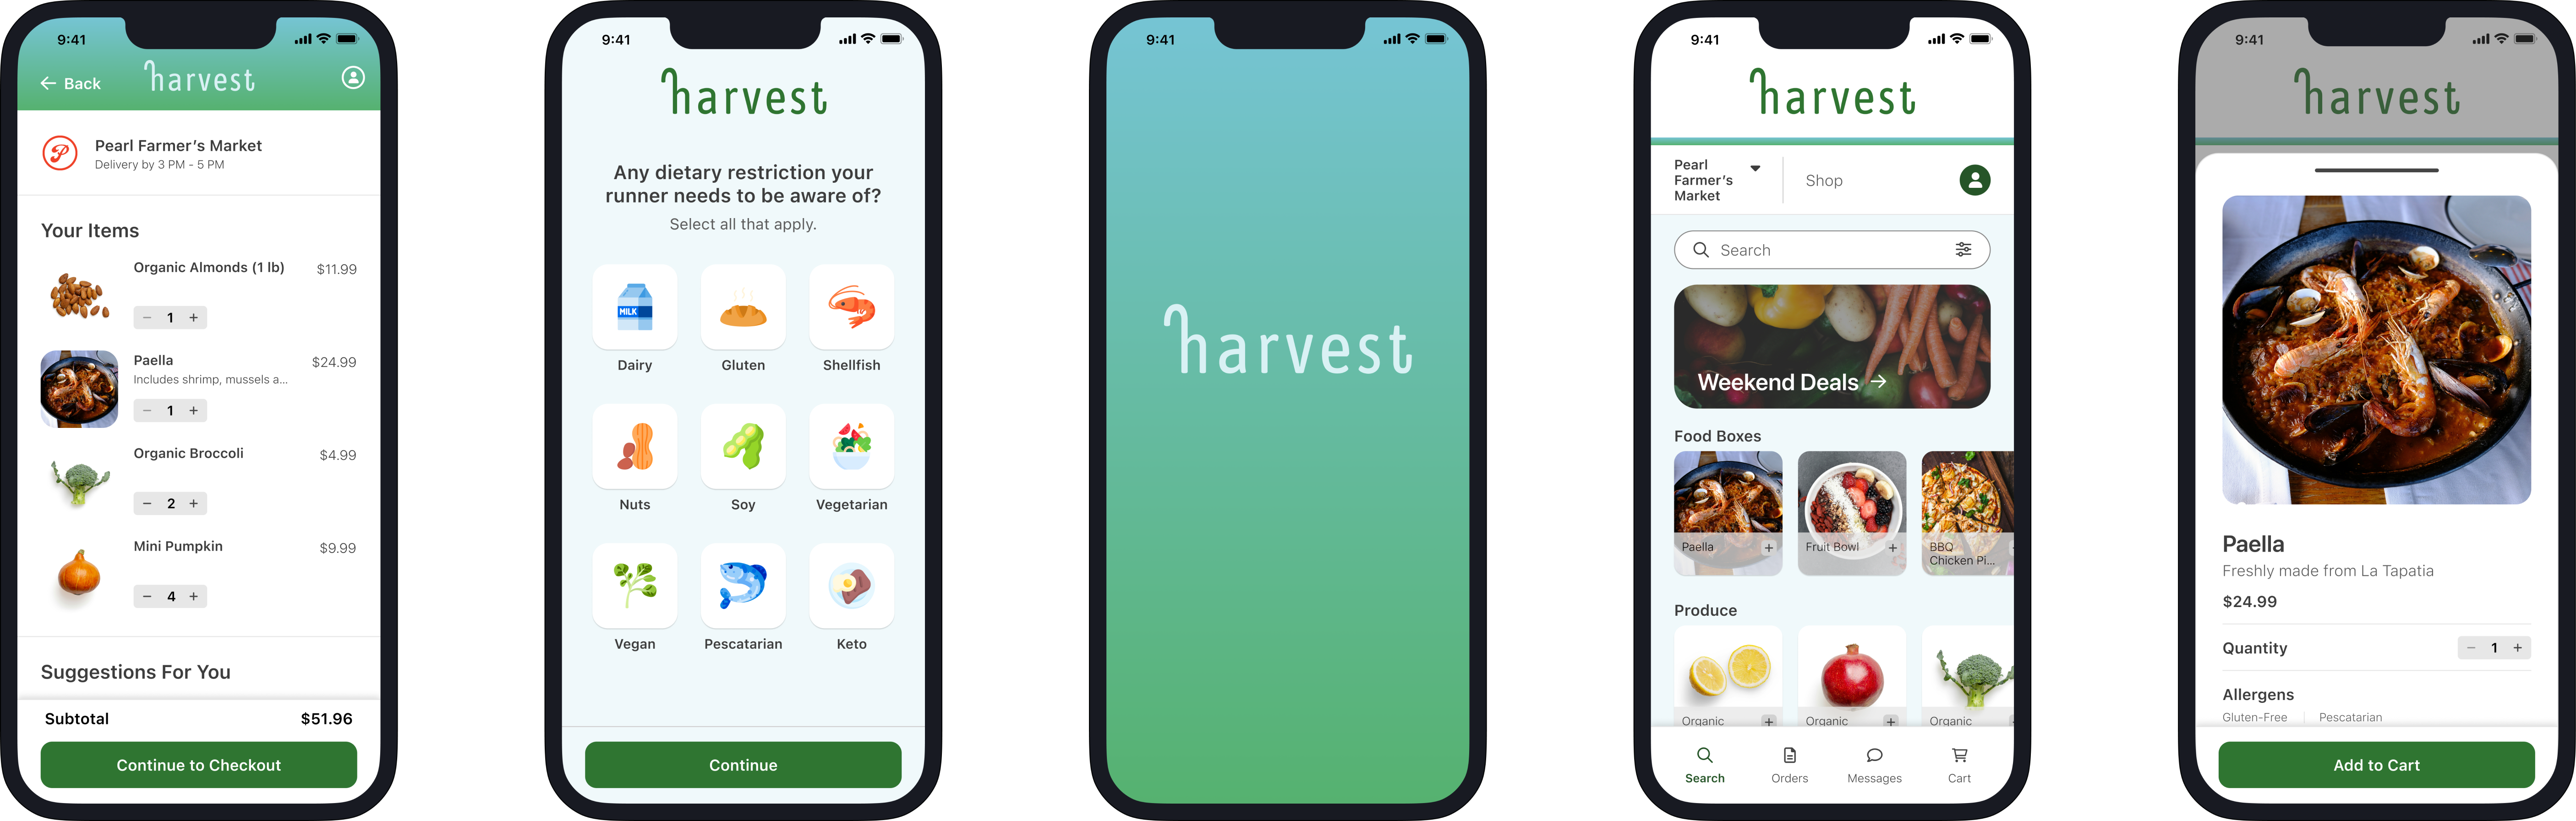 9:41
Back
harvest
Pearl Farmer’s Market
Delivery by 3 PM - 5 PM
Your Items
Organic Almonds (1 lb) $11.99
− 1 +
Paella $24.99
Includes shrimp, mussels a...
− 1 +
Organic Broccoli $4.99
− 2 +
Mini Pumpkin $9.99
− 4 +
Suggestions For You
Subtotal $51.96
Continue to Checkout
9:41
harvest
Any dietary restriction your
runner needs to be aware of?
Select all that apply.
MILK
Dairy Gluten Shellfish
Nuts Soy Vegetarian
Vegan Pescatarian Keto
Continue
9:41
harvest
9:41
harvest
Pearl
Farmer’s
Market
Shop
Search
Weekend Deals →
Food Boxes
Paella +
Fruit Bowl +
BBQ
Chicken Pi...
Produce
Organic +
Organic +
Organic
Search Orders Messages Cart
9:41
harvest
Paella
Freshly made from La Tapatia
$24.99
Quantity − 1 +
Allergens
Gluten-Free Pescatarian
Add to Cart